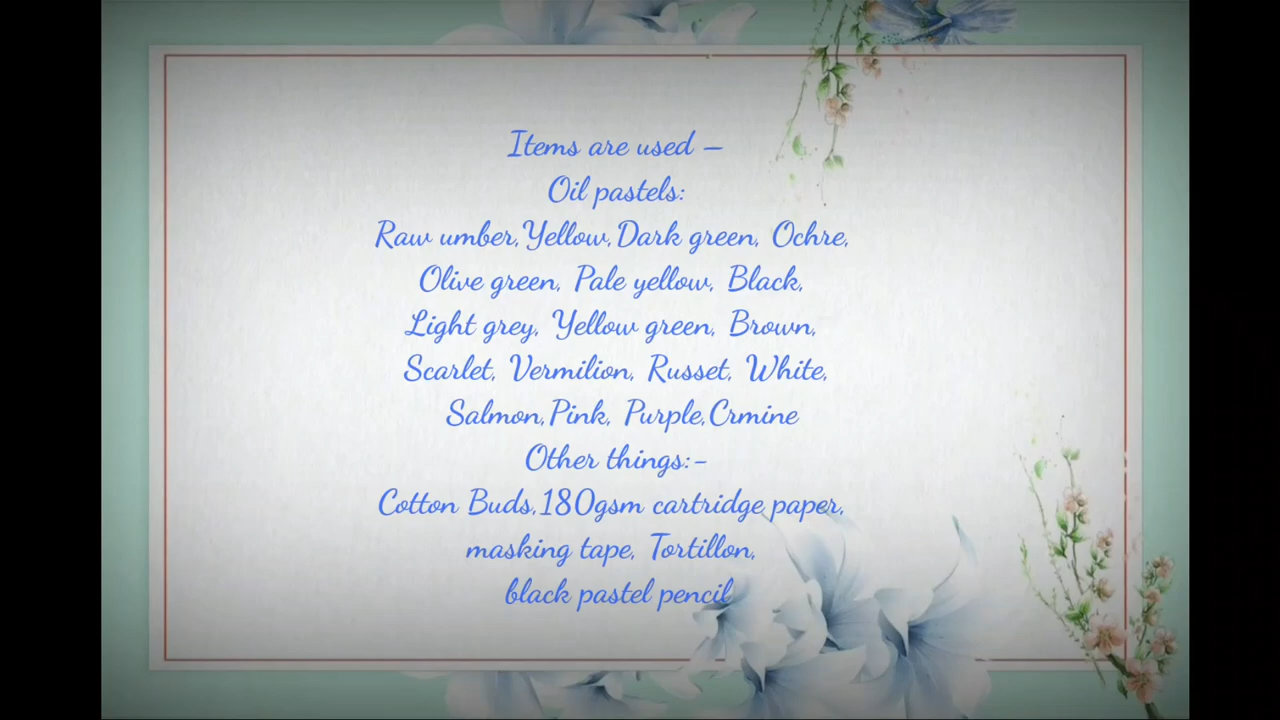 Items are used –
Oil pastels:
Raw umber,Yellow,Dark green, Ochre,
Olive green, Pale yellow, Black,
Light grey, Yellow green, Brown,
Scarlet, Vermilion, Russet, White,
Salmon,Pink, Purple,Crmine
Other things:-
Cotton Buds,180gsm cartridge paper,
masking tape, Tortillon,
black pastel pencil